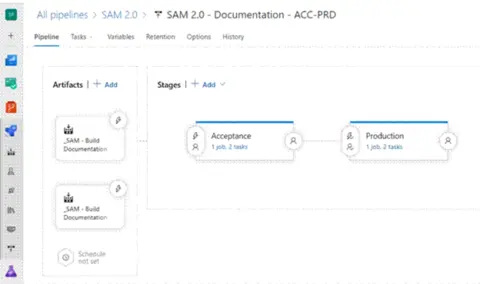 All pipelines > SAM 2.0 > SAM 2.0 - Documentation - ACC-PRD
Pipeline Tasks Variables Retention Options History
Artifacts | + Add
Stages | + Add
_SAM - Build
Documentation
_SAM - Build
Documentation
Schedule
not set
Acceptance
1 job, 2 tasks
Production
1 job, 2 tasks